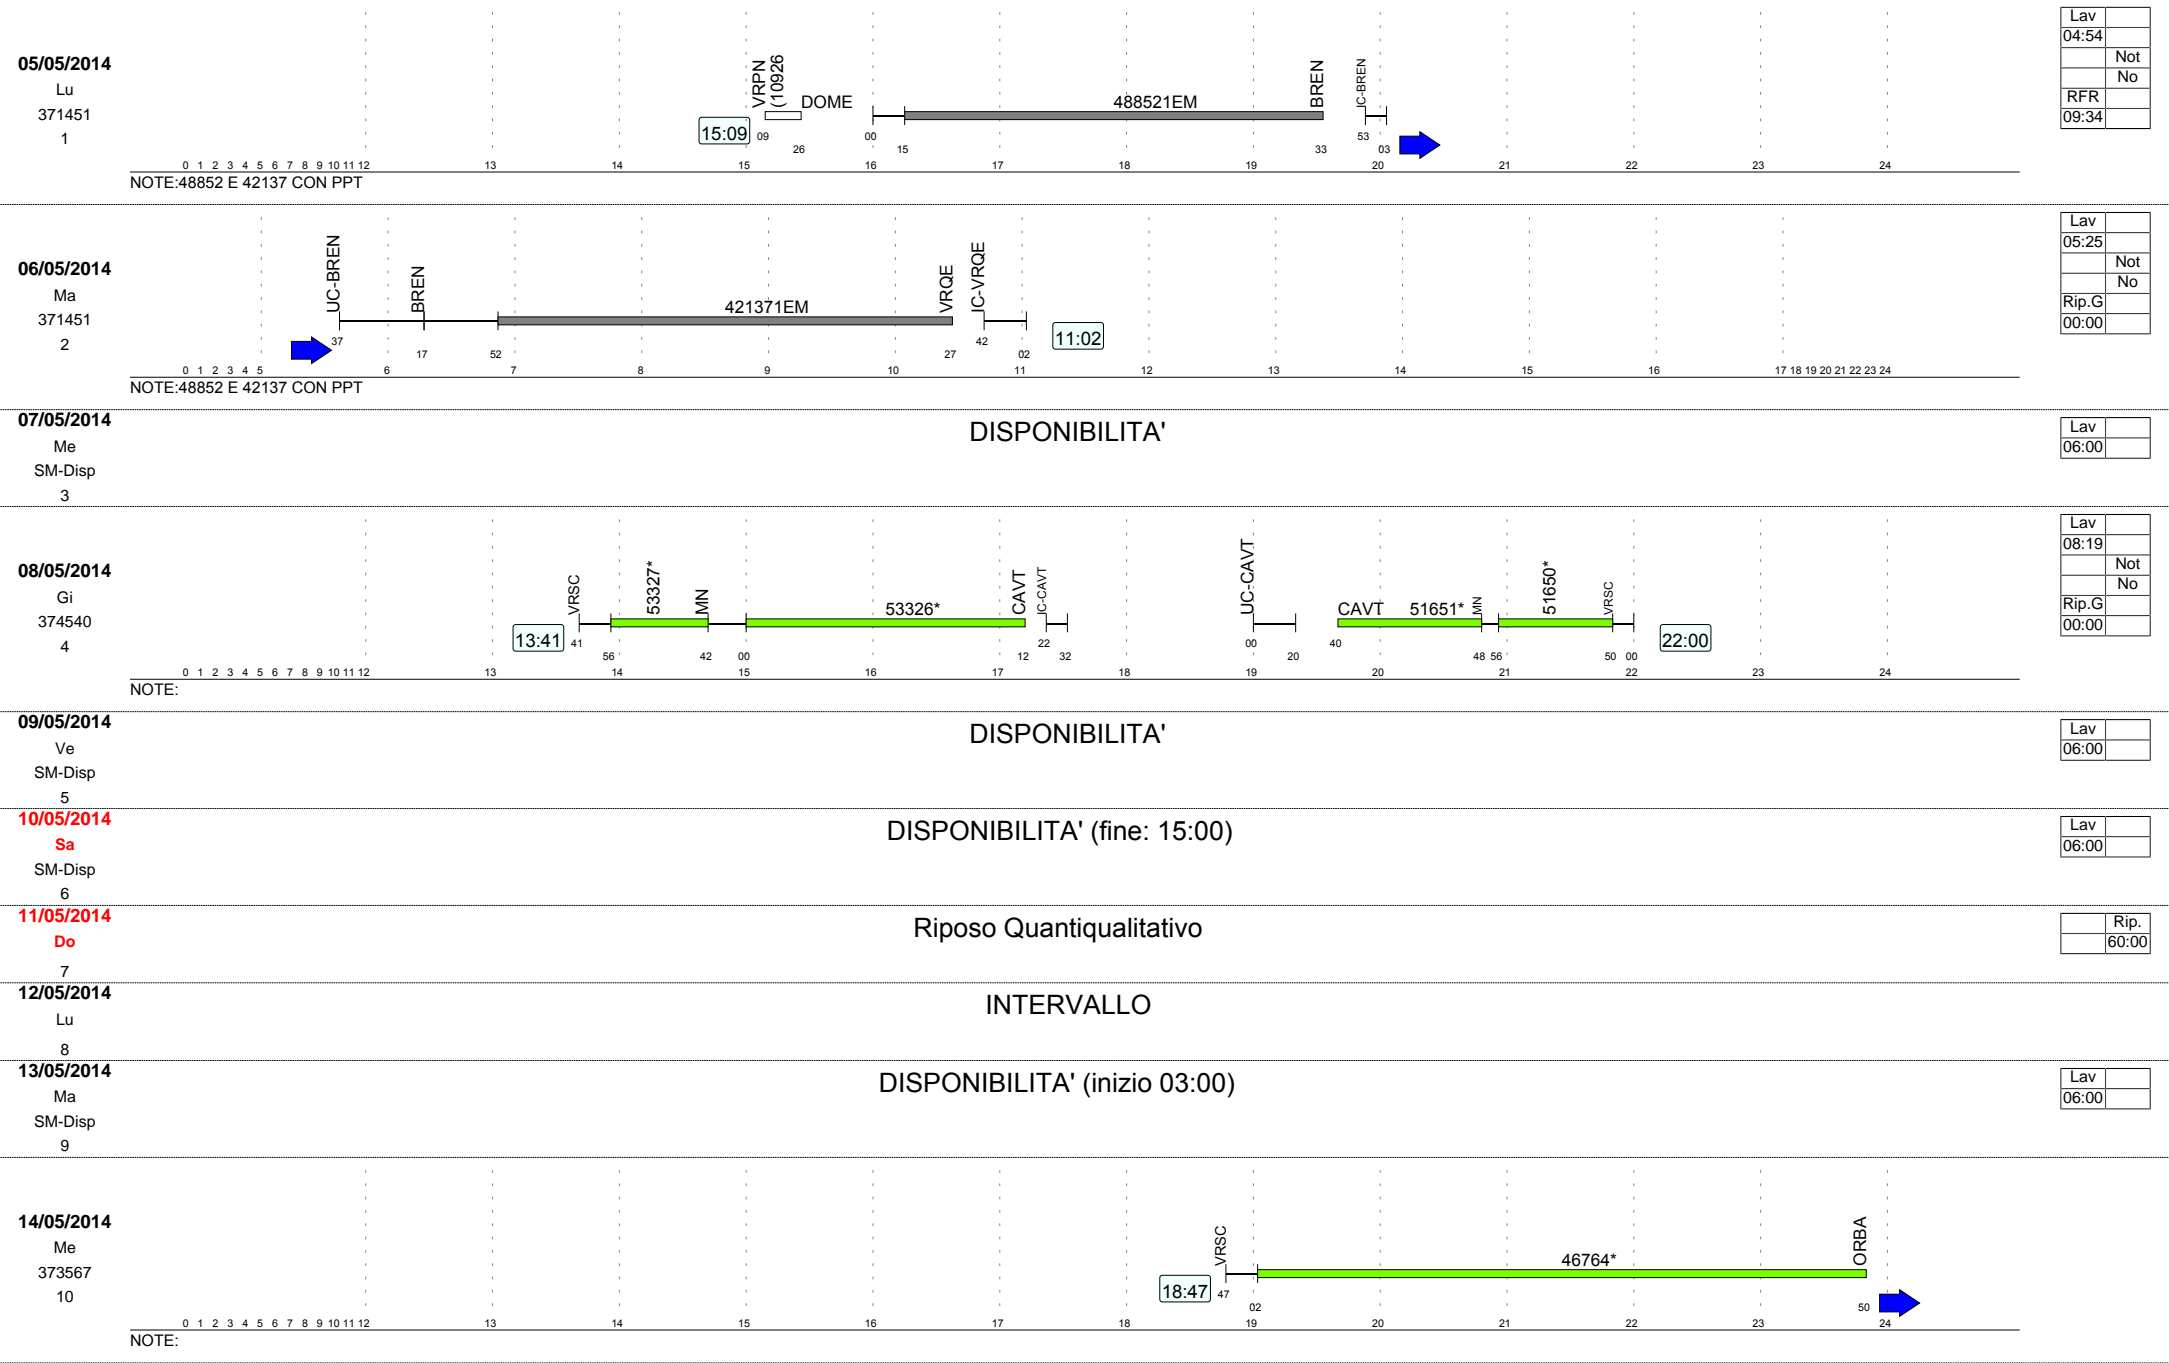 05/05/2014
Lu
371451
1
15:09
VRPN
(10926
DOME
488521EM
BREN
IC-BREN
09 26 00 15 33 53 03
0 1 2 3 4 5 6 7 8 9 10 11 12 13 14 15 16 17 18 19 20 21 22 23 24
NOTE:48852 E 42137 CON PPT
Lav
04:54
Not
No
RFR
09:34
06/05/2014
Ma
371451
2
UC-BREN
BREN
421371EM
VRQE
IC-VRQE
11:02
37 17 52 27 42 02
0 1 2 3 4 5 6 7 8 9 10 11 12 13 14 15 16 17 18 19 20 21 22 23 24
NOTE:48852 E 42137 CON PPT
Lav
05:25
Not
No
Rip.G
00:00
07/05/2014
Me
SM-Disp
3
DISPONIBILITA'
Lav
06:00
08/05/2014
Gi
374540
4
13:41
VRSC
53327*
MN
53326*
CAVT
IC-CAVT
UC-CAVT
CAVT
51651*
MN
51650*
VRSC
22:00
41 56 42 00 12 22 32 00 20 40 48 56 50 00
0 1 2 3 4 5 6 7 8 9 10 11 12 13 14 15 16 17 18 19 20 21 22 23 24
NOTE:
Lav
08:19
Not
No
Rip.G
00:00
09/05/2014
Ve
SM-Disp
5
DISPONIBILITA'
Lav
06:00
10/05/2014
Sa
SM-Disp
6
DISPONIBILITA' (fine: 15:00)
Lav
06:00
11/05/2014
Do
7
Riposo Quantiqualitativo
Rip.
60:00
12/05/2014
Lu
8
INTERVALLO
13/05/2014
Ma
SM-Disp
9
DISPONIBILITA' (inizio 03:00)
Lav
06:00
14/05/2014
Me
373567
10
18:47
VRSC
46764*
ORBA
47 02 50
0 1 2 3 4 5 6 7 8 9 10 11 12 13 14 15 16 17 18 19 20 21 22 23 24
NOTE: